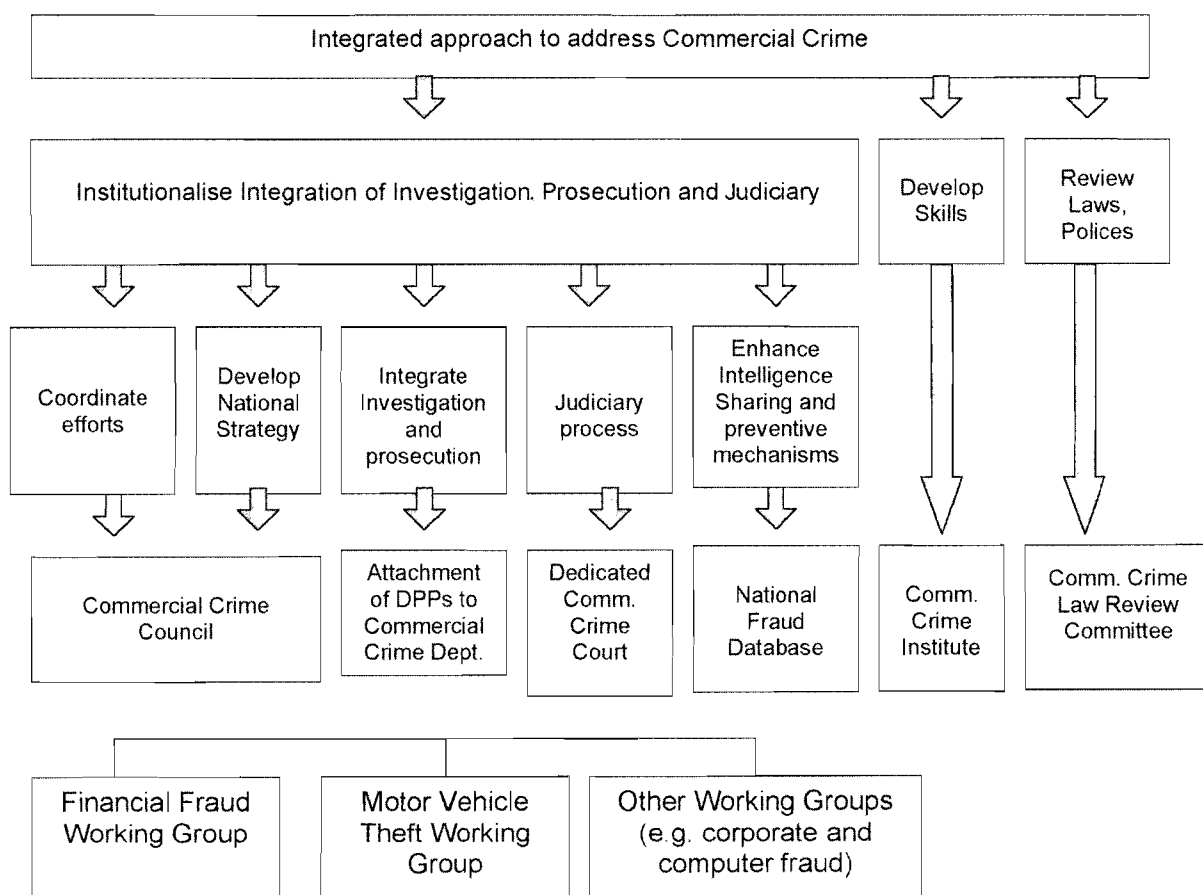 Integrated approach to address Commercial Crime
Institutionalise Integration of Investigation. Prosecution and Judiciary
Develop
Skills
Review
Laws,
Polices
Coordinate
efforts
Develop
National
Strategy
Integrate
Investigation
and
prosecution
Judiciary
process
Enhance
Intelligence
Sharing and
preventive
mechanisms
Commercial Crime
Council
Attachment
of DPPs to
Commercial
Crime Dept.
Dedicated
Comm.
Crime
Court
National
Fraud
Database
Comm.
Crime
Institute
Comm. Crime
Law Review
Committee
Financial Fraud
Working Group
Motor Vehicle
Theft Working
Group
Other Working Groups
(e.g. corporate and
computer fraud)